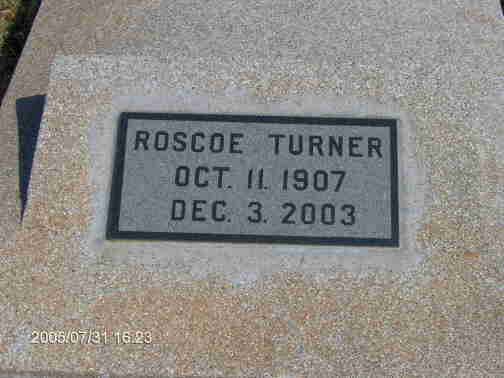 ROSCOE TURNER
OCT. 11. 1907
DEC. 3. 2003
2005/07/31 16:23